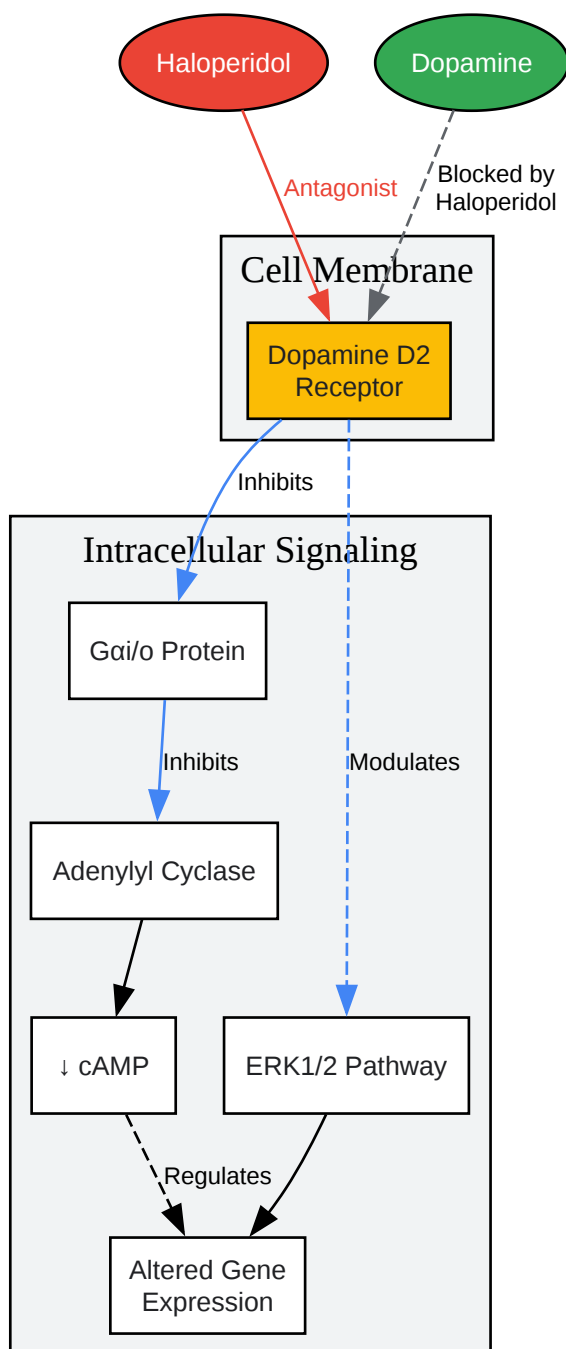 Haloperidol
Dopamine
Antagonist
Blocked by
Haloperidol
Cell Membrane
Dopamine D2
Receptor
Inhibits
Intracellular Signaling
Gαi/o Protein
Inhibits
Modulates
Adenylyl Cyclase
↓ cAMP
ERK1/2 Pathway
Regulates
Altered Gene
Expression